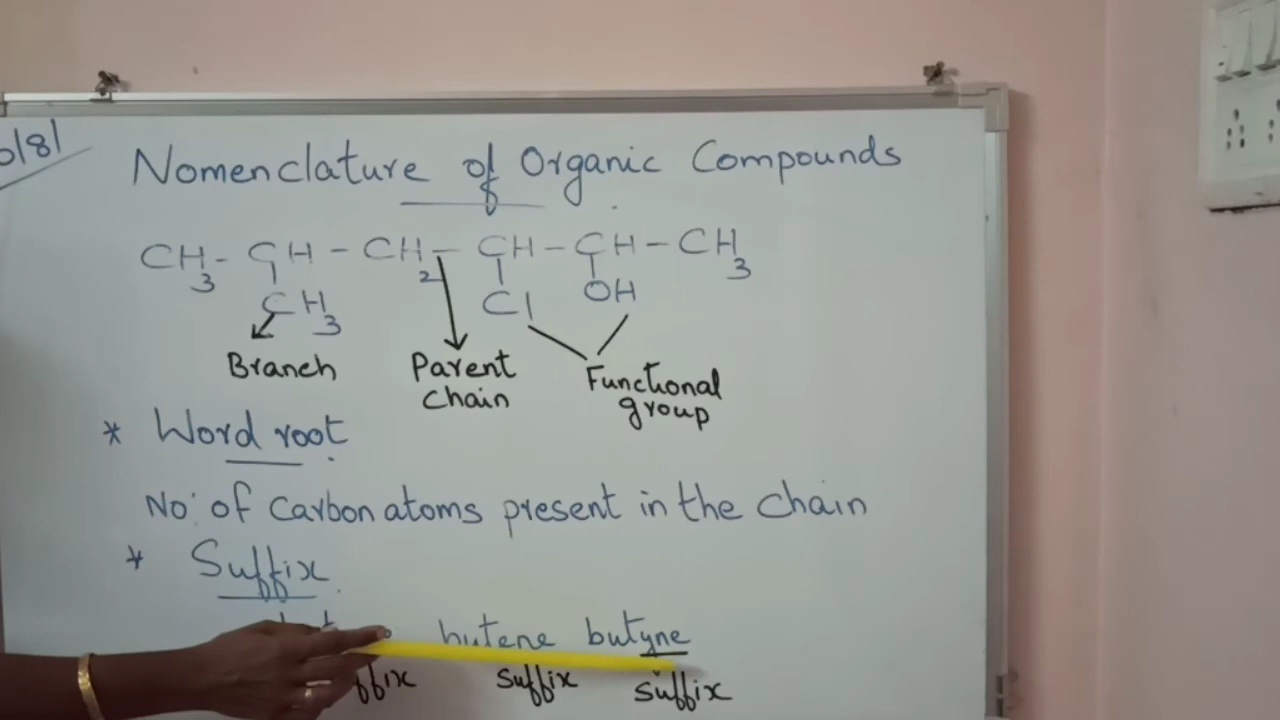 Nomenclature of Organic Compounds
CH3 - CH - CH2 - CH - CH - CH3
CH3 Cl OH
Branch Parent chain Functional group
* Word root
No: of carbon atoms present in the chain
* Suffix
butene butyne
suffix suffix